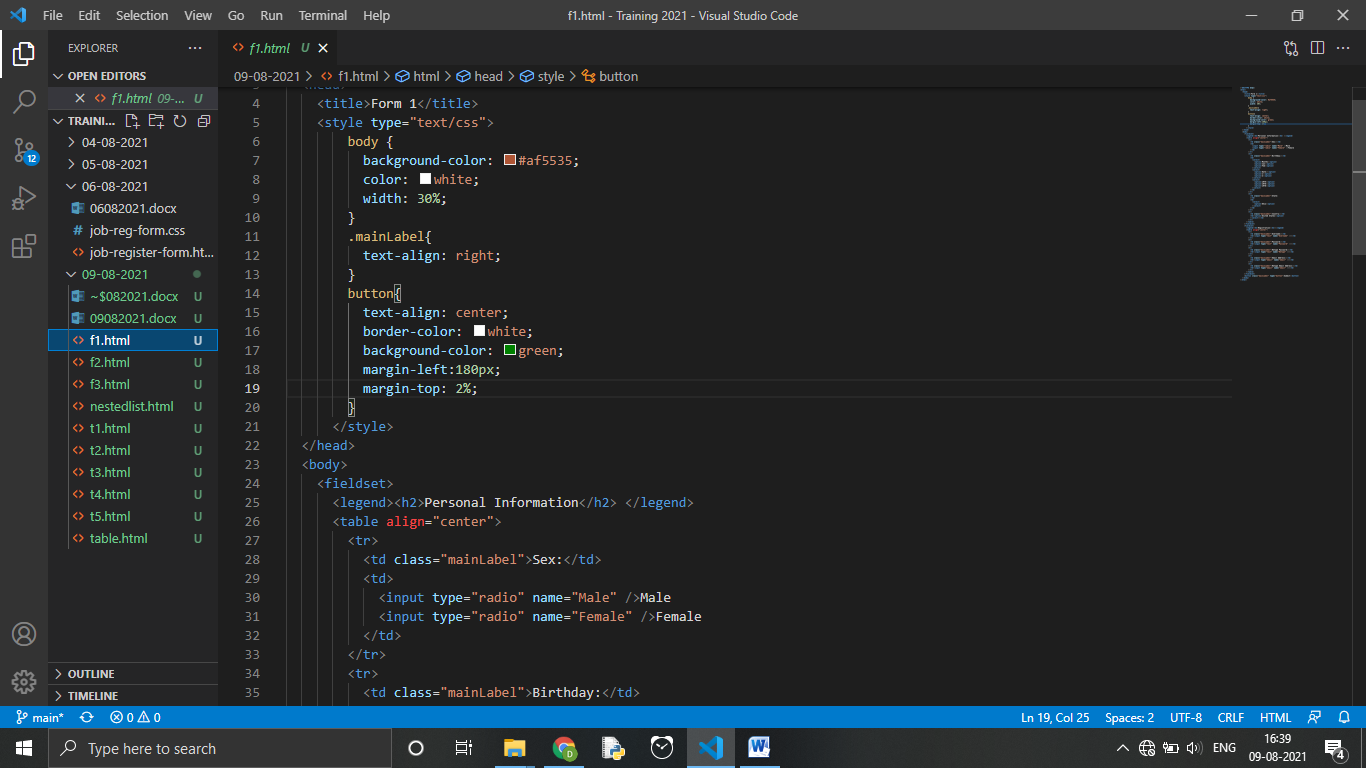 File Edit Selection View Go Run Terminal Help
f1.html - Training 2021 - Visual Studio Code
EXPLORER
OPEN EDITORS
f1.html 09-... U
TRAINI...
04-08-2021
05-08-2021
06-08-2021
06082021.docx
job-reg-form.css
job-register-form.ht...
09-08-2021
~$082021.docx U
09082021.docx U
f1.html U
f2.html U
f3.html U
nestedlist.html U
t1.html U
t2.html U
t3.html U
t4.html U
t5.html U
table.html U
OUTLINE
TIMELINE
12
f1.html U
09-08-2021 > f1.html > html > head > style > button
4 <title>Form 1</title>
5 <style type="text/css">
6 body {
7 background-color: #af5535;
8 color: white;
9 width: 30%;
10 }
11 .mainLabel{
12 text-align: right;
13 }
14 button{
15 text-align: center;
16 border-color: white;
17 background-color: green;
18 margin-left:180px;
19 margin-top: 2%;
20 }
21 </style>
22 </head>
23 <body>
24 <fieldset>
25 <legend><h2>Personal Information</h2> </legend>
26 <table align="center">
27 <tr>
28 <td class="mainLabel">Sex:</td>
29 <td>
30 <input type="radio" name="Male" />Male
31 <input type="radio" name="Female" />Female
32 </td>
33 </tr>
34 <tr>
35 <td class="mainLabel">Birthday:</td>
main* 0 0
Ln 19, Col 25 Spaces: 2 UTF-8 CRLF HTML
Type here to search
D
W
ENG
16:39
09-08-2021
4